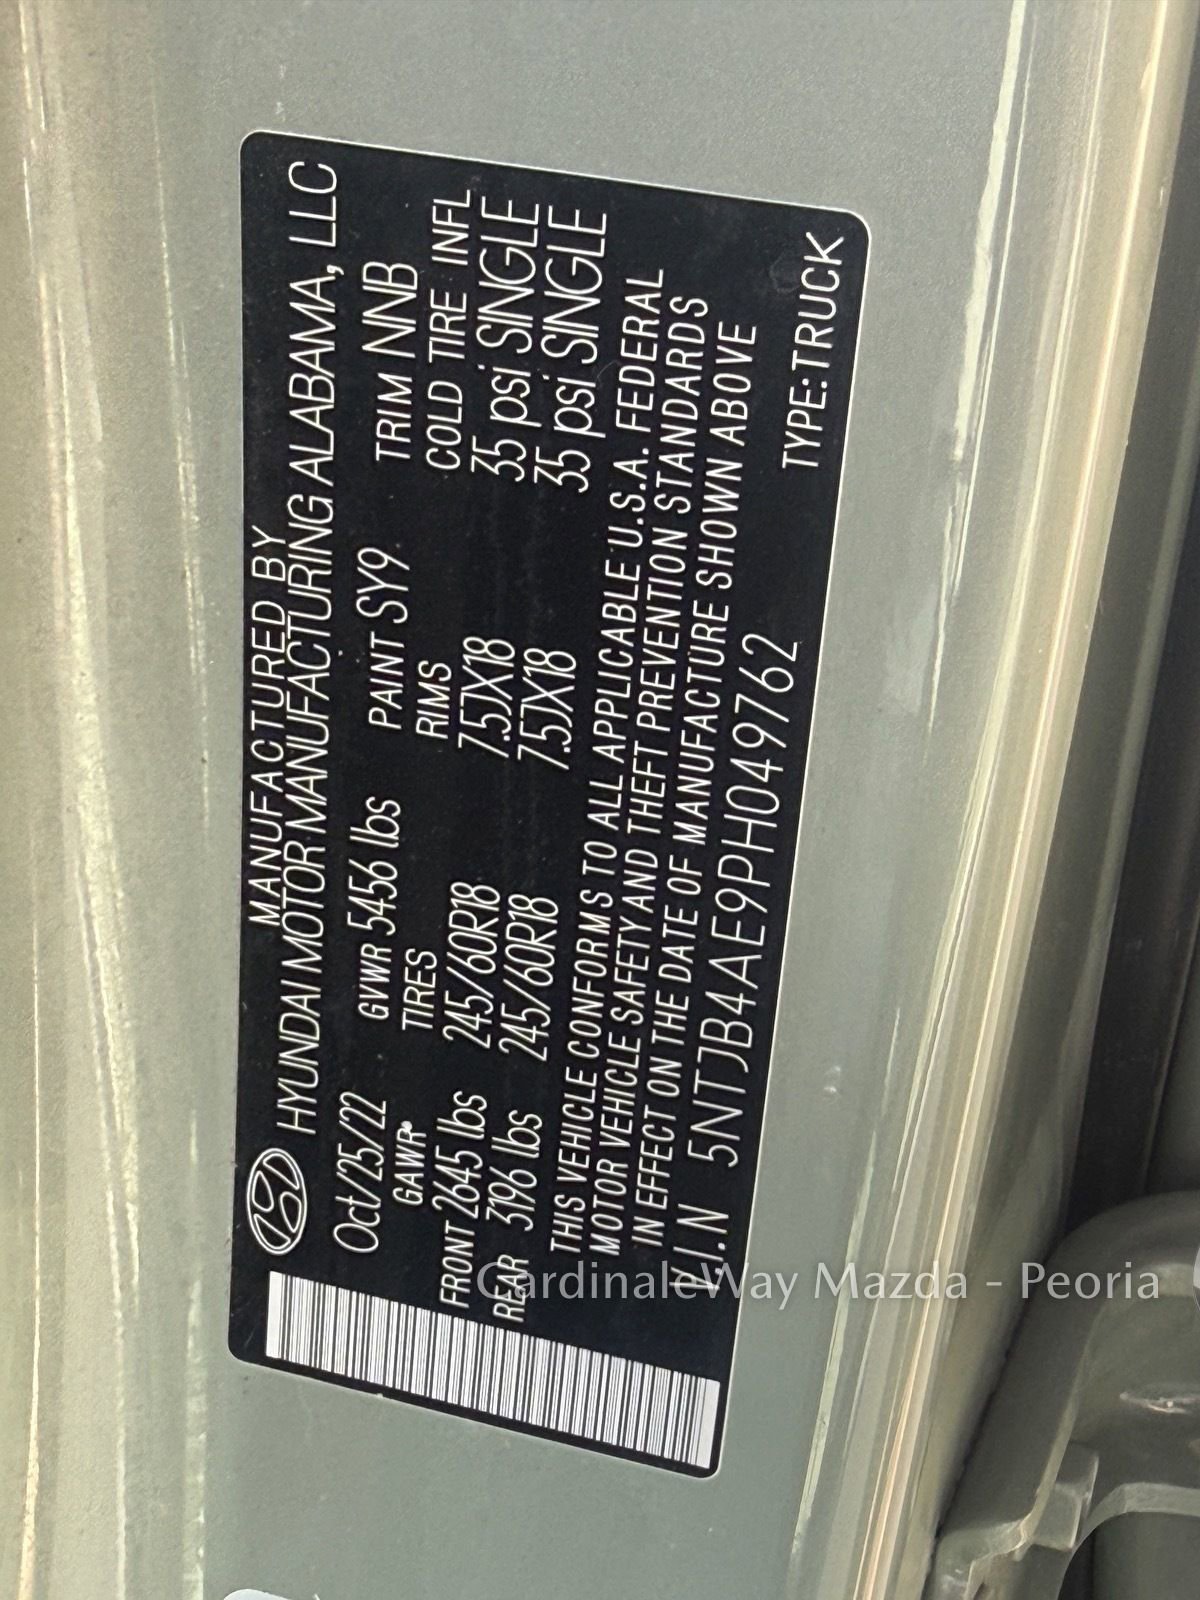 MANUFACTURED BY
HYUNDAI MOTOR MANUFACTURING ALABAMA, LLC
Oct/25/22 GVWR 5456 lbs PAINT SY9 TRIM NNB
GAWR TIRES RIMS COLD TIRE INFL
FRONT 2645 lbs 245/60R18 7.5JX18 35 psi SINGLE
REAR 3196 lbs 245/60R18 7.5JX18 35 psi SINGLE
THIS VEHICLE CONFORMS TO ALL APPLICABLE U.S.A. FEDERAL
MOTOR VEHICLE SAFETY AND THEFT PREVENTION STANDARDS
IN EFFECT ON THE DATE OF MANUFACTURE SHOWN ABOVE
V.I.N 5NTJB4AE9PH049762 TYPE: TRUCK
CardinaleWay Mazda - Peoria